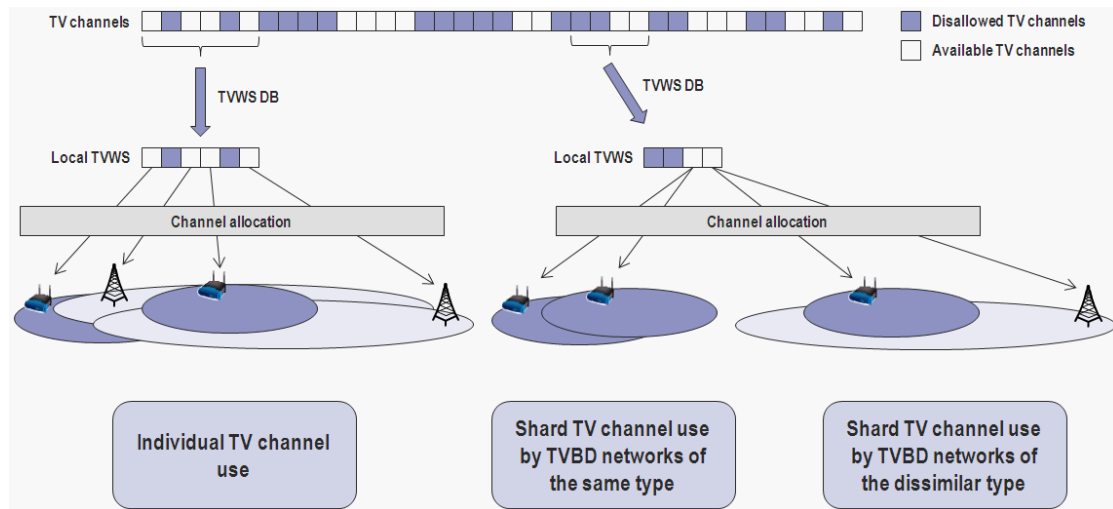 TV channels
Disallowed TV channels
Available TV channels
TVWS DB
TVWS DB
Local TVWS
Local TVWS
Channel allocation
Channel allocation
Individual TV channel
use
Shard TV channel use
by TVBD networks of
the same type
Shard TV channel use
by TVBD networks of
the dissimilar type